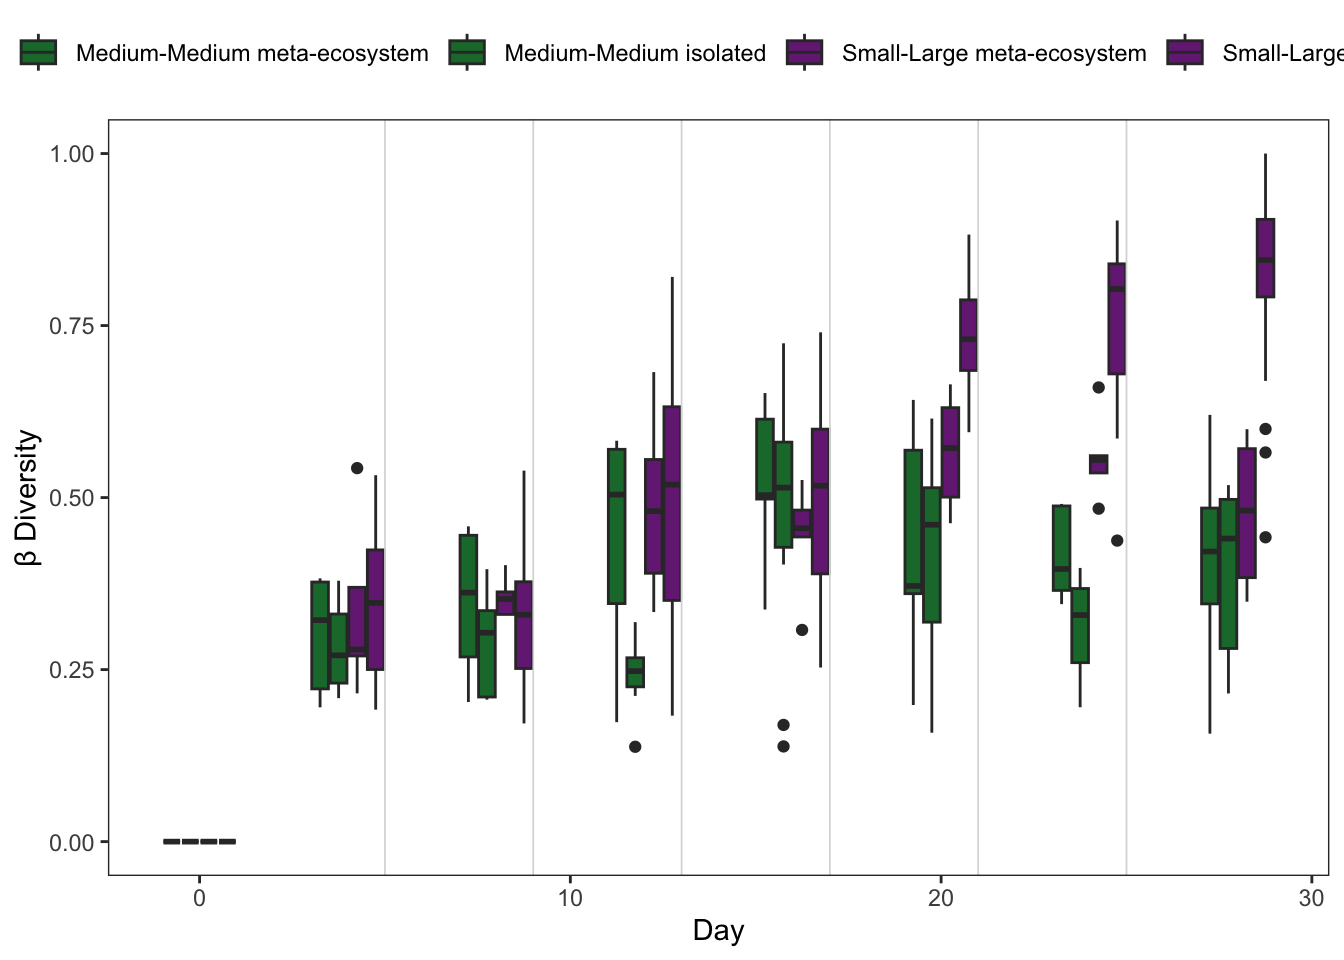 Medium-Medium meta-ecosystem Medium-Medium isolated Small-Large meta-ecosystem Small-Large
1.00
0.75
0.50
0.25
0.00
β Diversity
0 10 20 30
Day